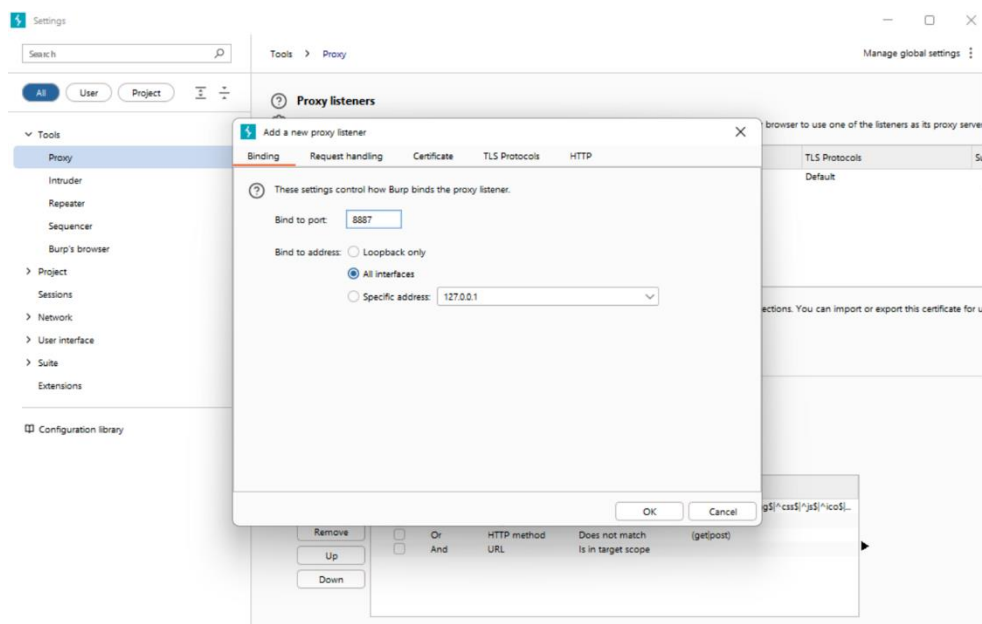 Settings
Search
Tools > Proxy
Manage global settings
All User Project
Proxy listeners
Tools
Proxy
Intruder
Repeater
Sequencer
Burp's browser
Project
Sessions
Network
User interface
Suite
Extensions
Configuration library
Add a new proxy listener
Binding Request handling Certificate TLS Protocols HTTP
These settings control how Burp binds the proxy listener.
Bind to port: 8887
Bind to address: Loopback only
All interfaces
Specific address: 127.0.0.1
OK Cancel
browser to use one of the listeners as its proxy server
TLS Protocols
Default
ections. You can import or export this certificate for u
g$|^css$|^js$|^ico$|...
Remove Or HTTP method Does not match (get|post)
And URL Is in target scope
Up
Down